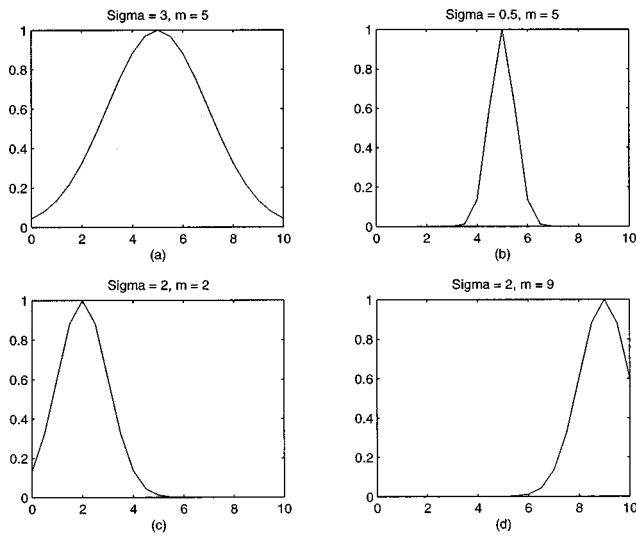 Sigma = 3, m = 5
1
0.8
0.6
0.4
0.2
0
0 2 4 6 8 10
(a)
Sigma = 0.5, m = 5
1
0.8
0.6
0.4
0.2
0
0 2 4 6 8 10
(b)
Sigma = 2, m = 2
1
0.8
0.6
0.4
0.2
0
0 2 4 6 8 10
(c)
Sigma = 2, m = 9
1
0.8
0.6
0.4
0.2
0
0 2 4 6 8 10
(d)